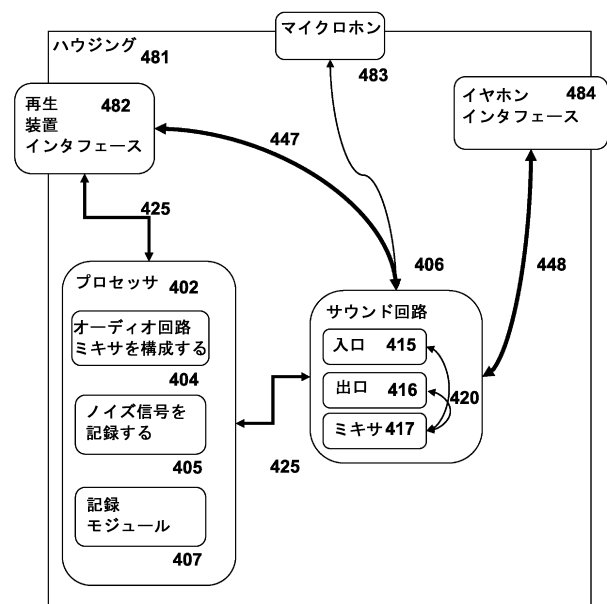 マイクロホン
ハウジング
481
483
再生
装置
インタフェース
482
イヤホン
インタフェース
484
447
425
406
448
プロセッサ 402
オーディオ回路
ミキサを構成する
404
ノイズ信号を
記録する
405
記録
モジュール
407
サウンド回路
入口 415
出口 416
ミキサ 417
420
425